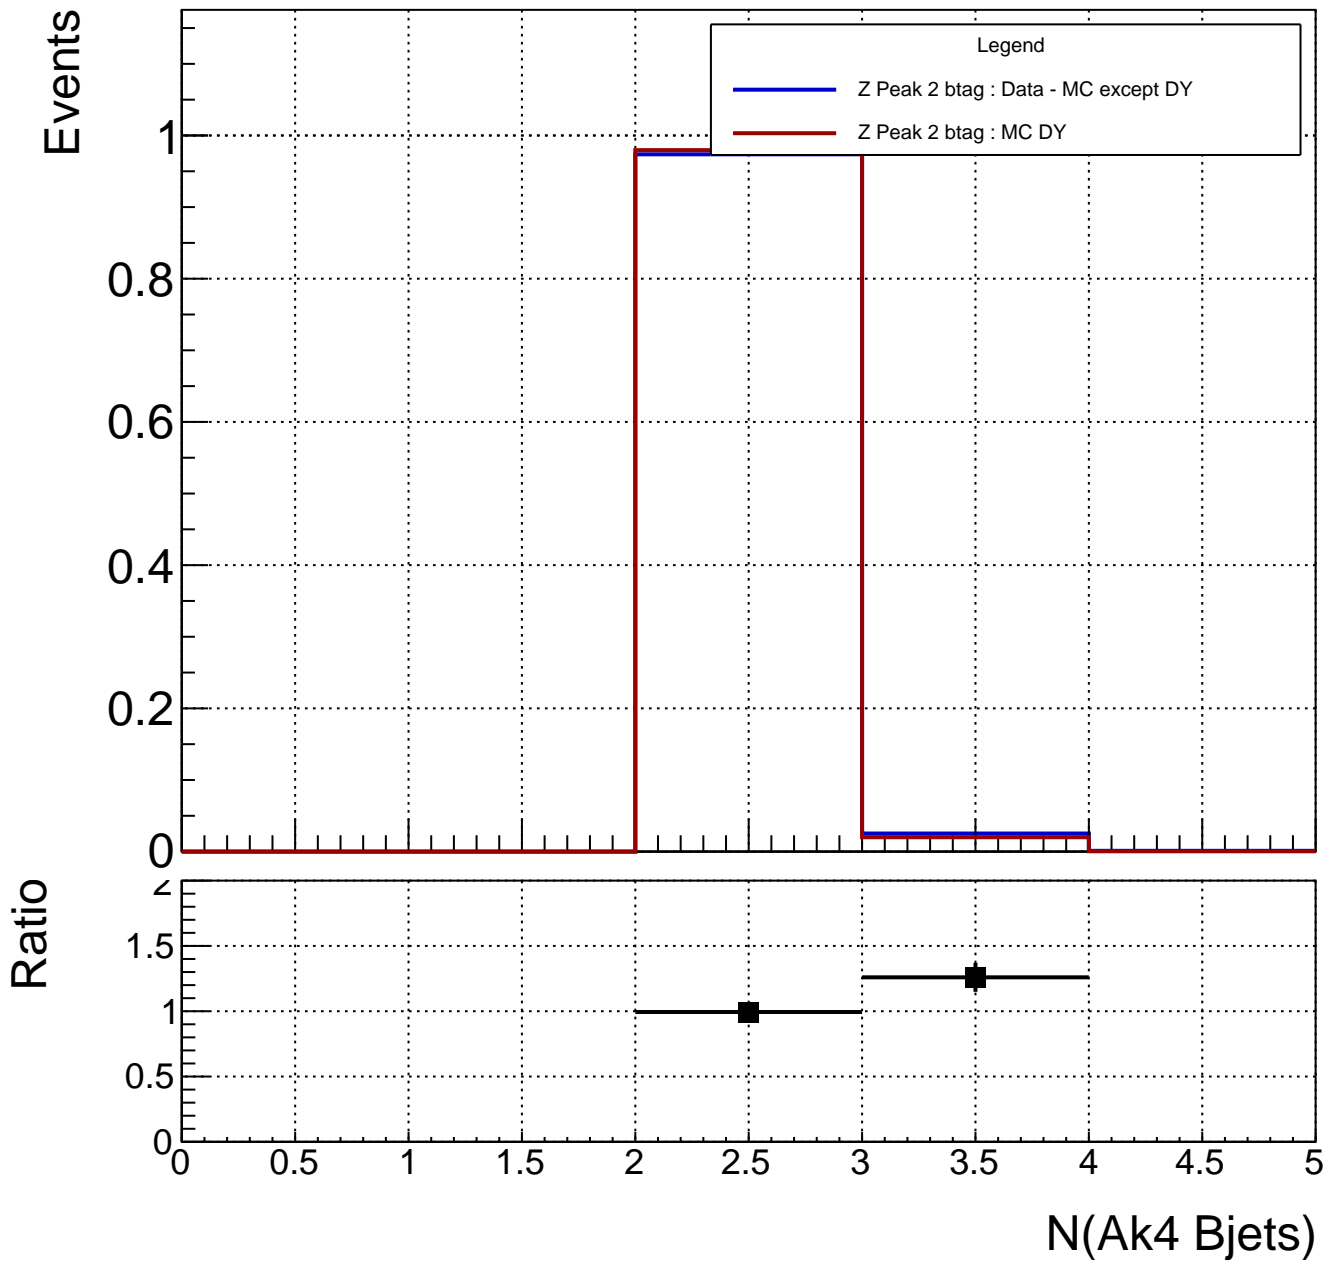 Events
Legend
Z Peak 2 btag : Data - MC except DY
Z Peak 2 btag : MC DY
1
0.8
0.6
0.4
0.2
0
Ratio
2
1.5
1
0.5
0
0 0.5 1 1.5 2 2.5 3 3.5 4 4.5 5
N(Ak4 Bjets)